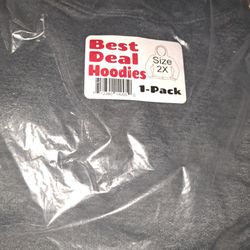 Best
Deal
Hoodies
Size
2X
1-Pack